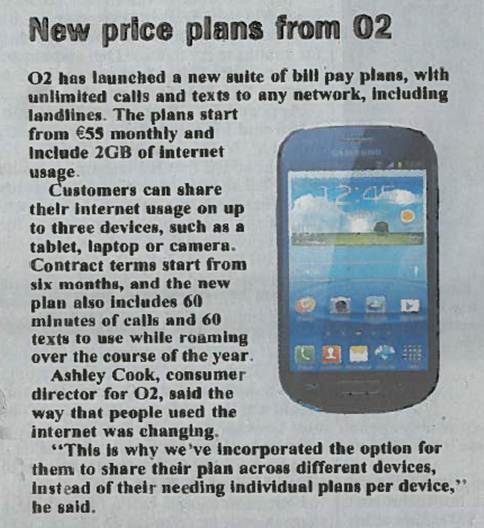 New price plans from O2
O2 has launched a new suite of bill pay plans, with
unlimited calls and texts to any network, including
landlines. The plans start
from €55 monthly and
include 2GB of internet
usage.
Customers can share
their internet usage on up
to three devices, such as a
tablet, laptop or camera.
Contract terms start from
six months, and the new
plan also includes 60
minutes of calls and 60
texts to use while roaming
over the course of the year.
Ashley Cook, consumer
director for O2, said the
way that people used the
internet was changing.
"This is why we've incorporated the option for
them to share their plan across different devices,
instead of their needing individual plans per device,"
he said.
SAMSUNG
12:45